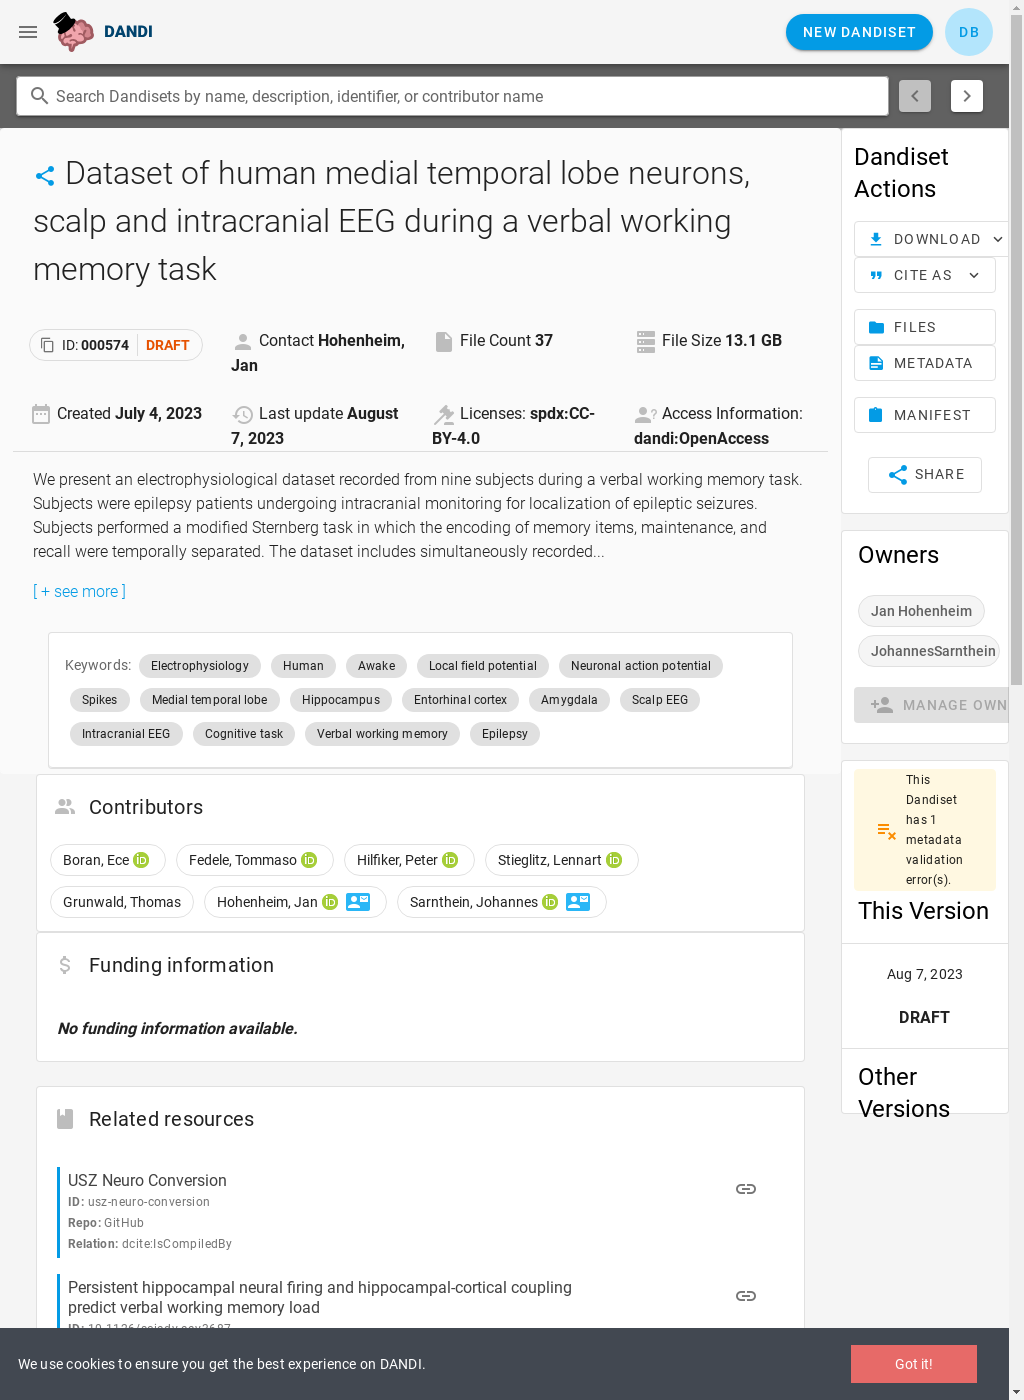 DANDI
NEW DANDISET
DB
Search Dandisets by name, description, identifier, or contributor name
Dataset of human medial temporal lobe neurons,
scalp and intracranial EEG during a verbal working
memory task
ID: 000574 DRAFT
Contact Hohenheim,
Jan
File Count 37
File Size 13.1 GB
Created July 4, 2023
Last update August
7, 2023
Licenses: spdx:CC-
BY-4.0
Access Information:
dandi:OpenAccess
We present an electrophysiological dataset recorded from nine subjects during a verbal working memory task.
Subjects were epilepsy patients undergoing intracranial monitoring for localization of epileptic seizures.
Subjects performed a modified Sternberg task in which the encoding of memory items, maintenance, and
recall were temporally separated. The dataset includes simultaneously recorded...
[ + see more ]
Keywords: Electrophysiology Human Awake Local field potential Neuronal action potential
Spikes Medial temporal lobe Hippocampus Entorhinal cortex Amygdala Scalp EEG
Intracranial EEG Cognitive task Verbal working memory Epilepsy
Contributors
Boran, Ece Fedele, Tommaso Hilfiker, Peter Stieglitz, Lennart
Grunwald, Thomas Hohenheim, Jan Sarnthein, Johannes
Funding information
No funding information available.
Related resources
USZ Neuro Conversion
ID: usz-neuro-conversion
Repo: GitHub
Relation: dcite:IsCompiledBy
Persistent hippocampal neural firing and hippocampal-cortical coupling
predict verbal working memory load
Dandiset
Actions
DOWNLOAD
CITE AS
FILES
METADATA
MANIFEST
SHARE
Owners
Jan Hohenheim
JohannesSarnthein
MANAGE OWN
This
Dandiset
has 1
metadata
validation
error(s).
This Version
Aug 7, 2023
DRAFT
Other
Versions
We use cookies to ensure you get the best experience on DANDI.
Got it!